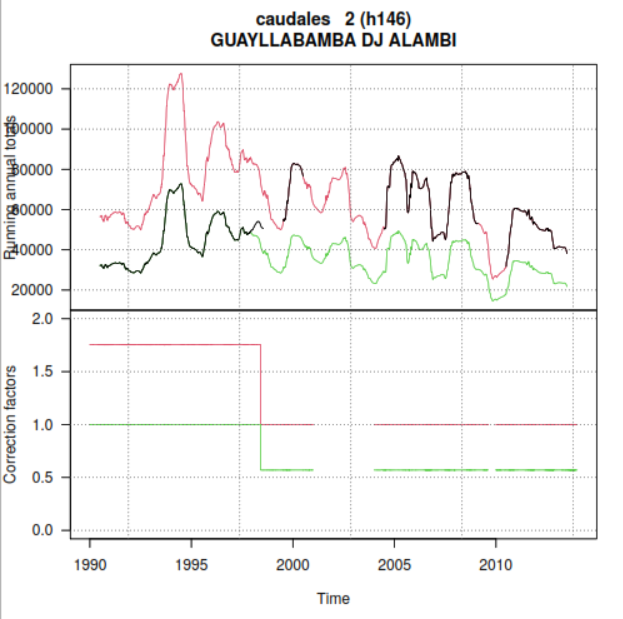 caudales 2 (h146)
GUAYLLABAMBA DJ ALAMBI
Running annual totals
120000
100000
80000
60000
40000
20000
Correction factors
2.0
1.5
1.0
0.5
0.0
1990 1995 2000 2005 2010
Time